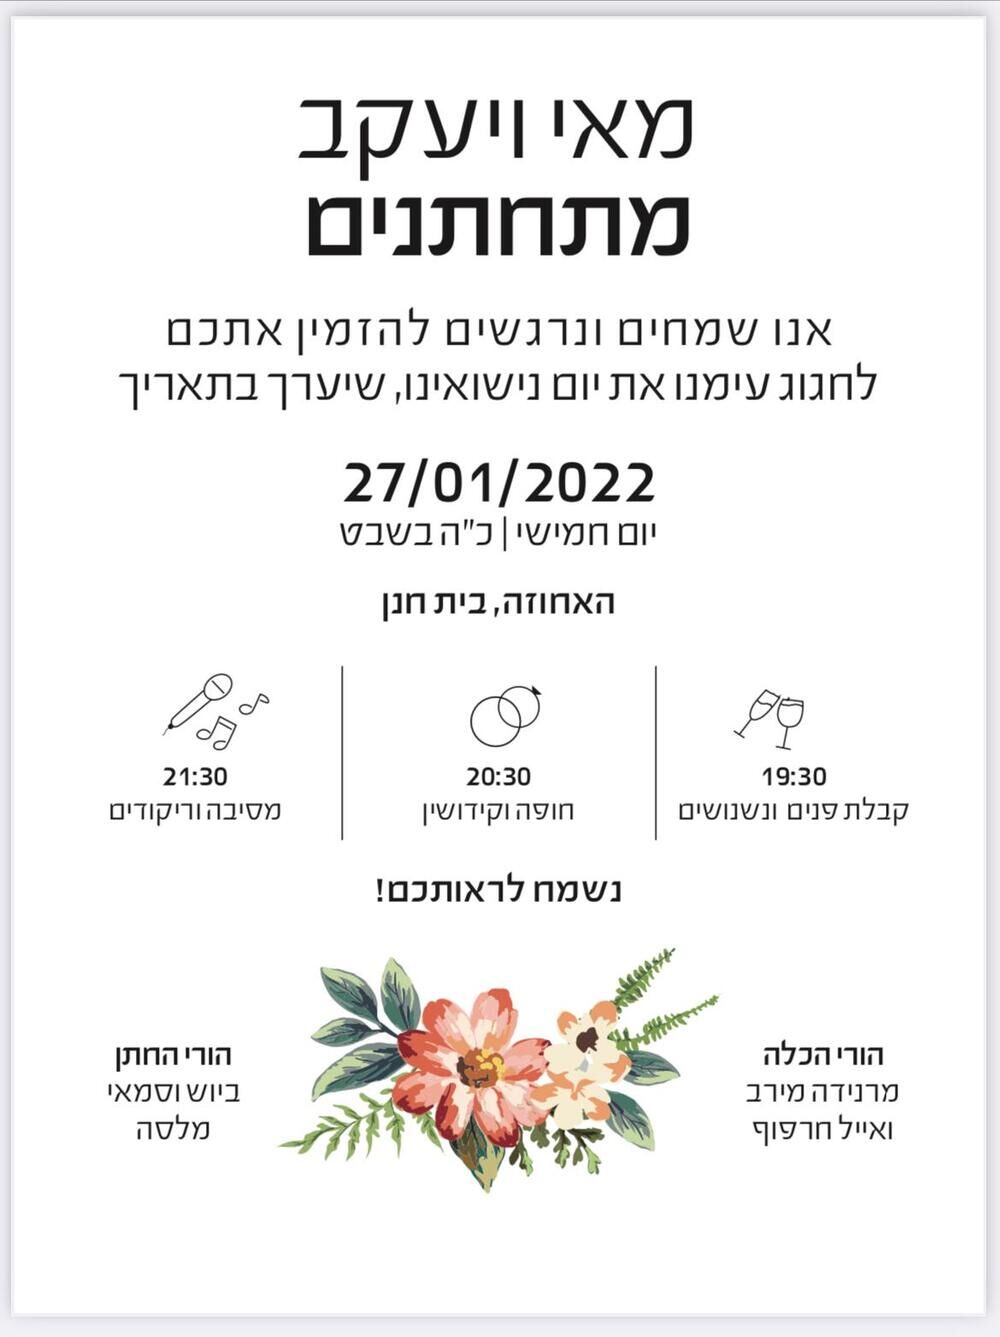 מאי ויעקב
מתחתנים
אנו שמחים ונרגשים להזמין אתכם
לחגוג עימנו את יום נישואינו, שיערך בתאריך
27/01/2022
יום חמישי | כ"ה בשבט
האחוזה, בית חנן
19:30
קבלת פנים ונשנושים
20:30
חופה וקידושין
21:30
מסיבה וריקודים
נשמח לראותכם!
הורי הכלה
מרנידה מירב
ואייל חרפוף
הורי החתן
ביוש וסמאי
מלסה